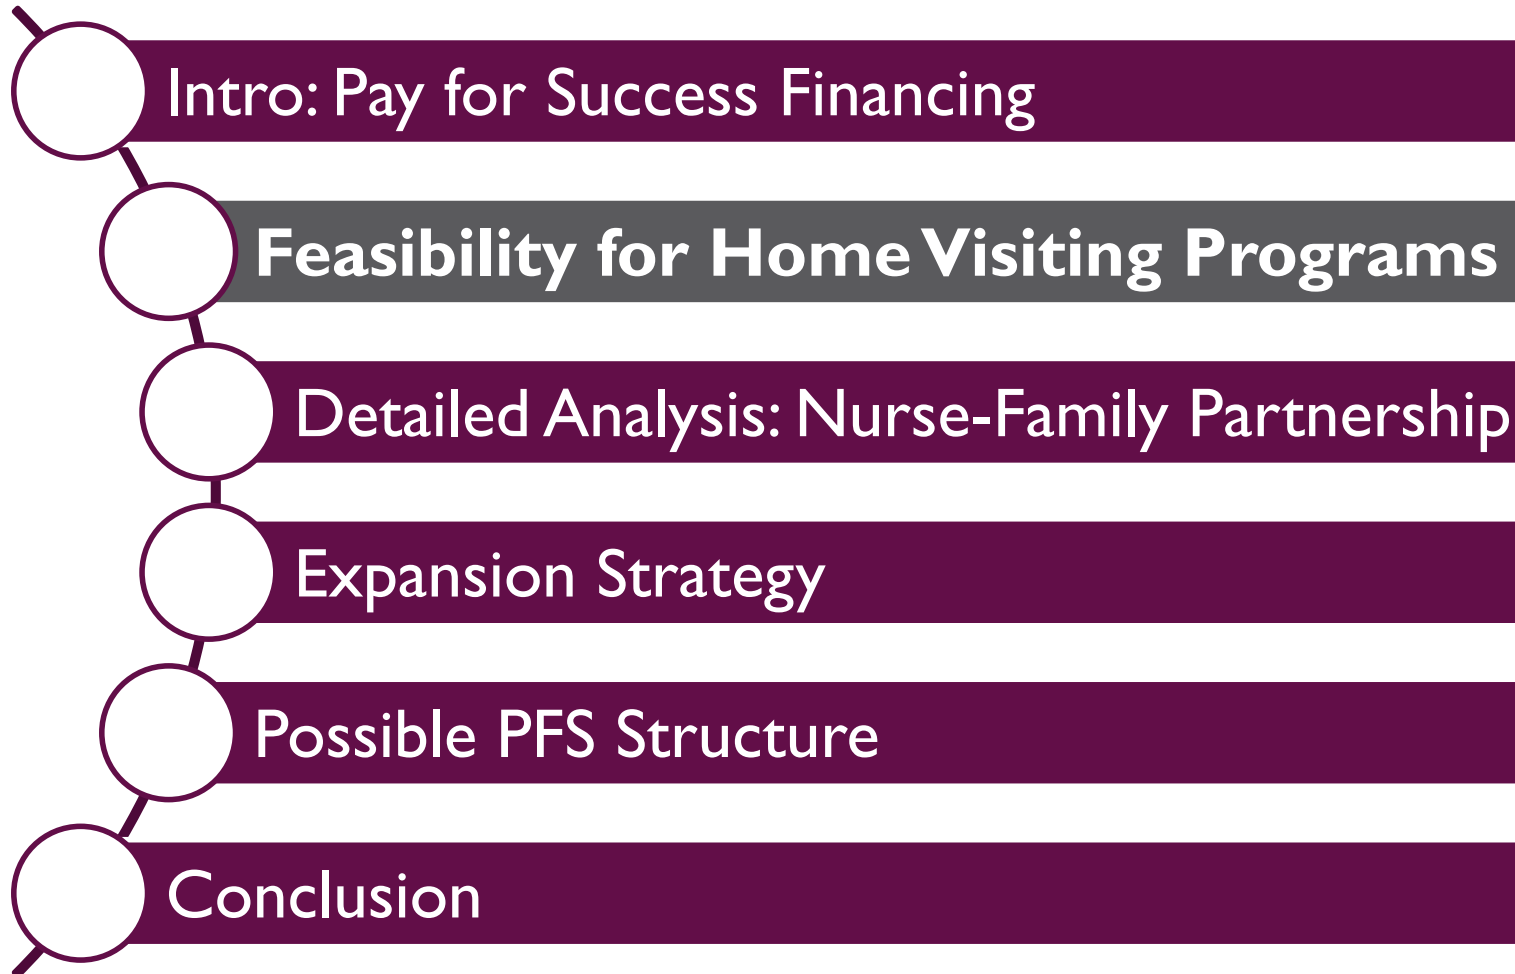 Intro: Pay for Success Financing
Feasibility for Home Visiting Programs
Detailed Analysis: Nurse-Family Partnership
Expansion Strategy
Possible PFS Structure
Conclusion